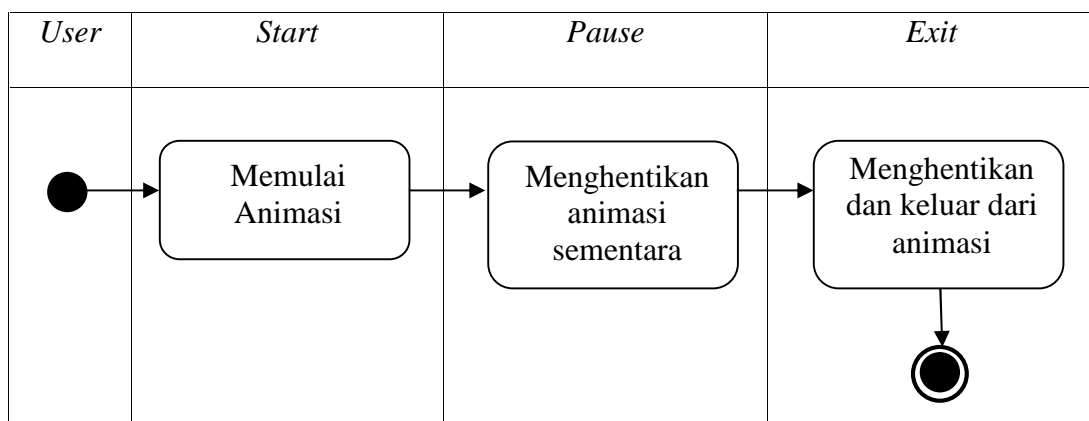 User
Start
Pause
Exit
Memulai
Animasi
Menghentikan
animasi
sementara
Menghentikan
dan keluar dari
animasi